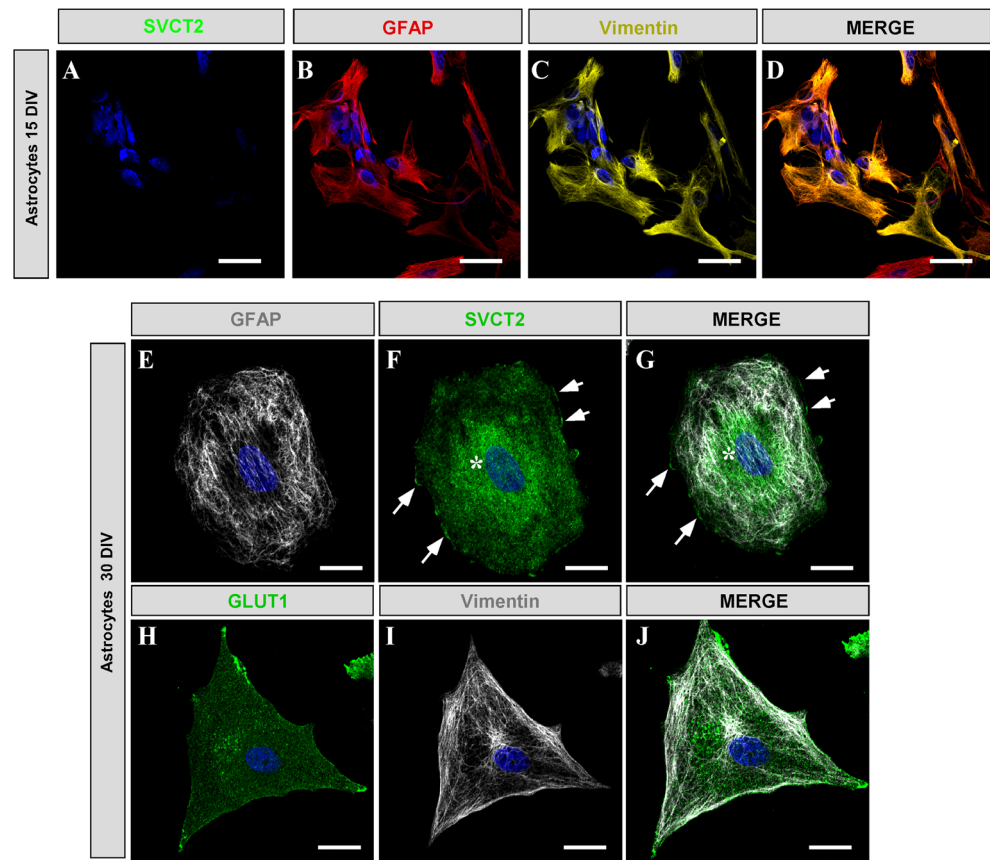 SVCT2 GFAP Vimentin MERGE
Astrocytes 15 DIV
A B C D
GFAP SVCT2 MERGE
Astrocytes 30 DIV
E F G
*
*
GLUT1 Vimentin MERGE
H I J